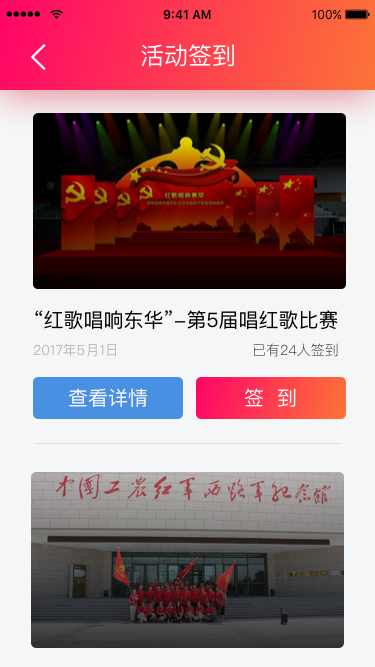 9:41 AM
100%
活动签到
红歌唱响东华
“红歌唱响东华”-第5届唱红歌比赛
2017年5月1日
已有24人签到
查看详情
签 到
中国工农红军西路军纪念馆